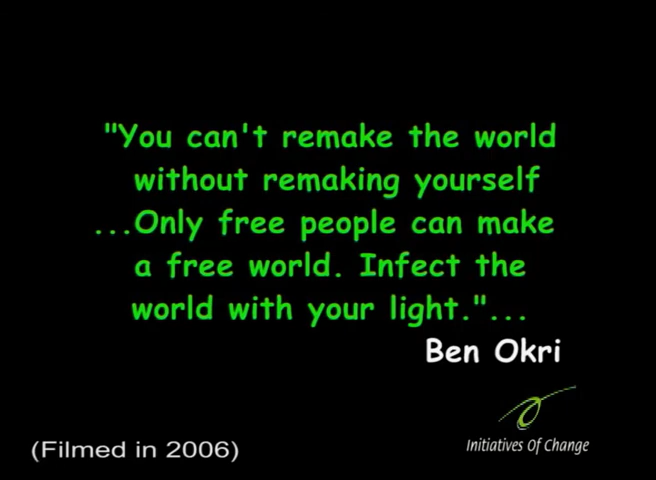 "You can't remake the world
without remaking yourself
...Only free people can make
a free world. Infect the
world with your light."...
Ben Okri
Initiatives Of Change
(Filmed in 2006)